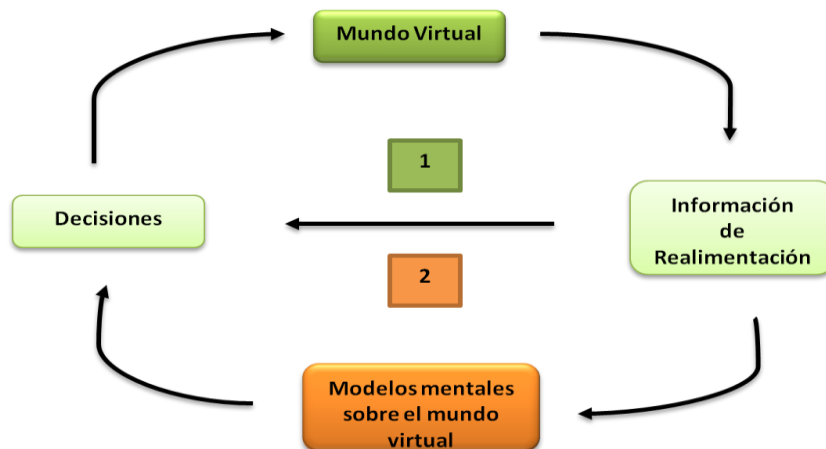 Mundo Virtual
1
Decisiones
Información
de
Realimentación
2
Modelos mentales
sobre el mundo
virtual